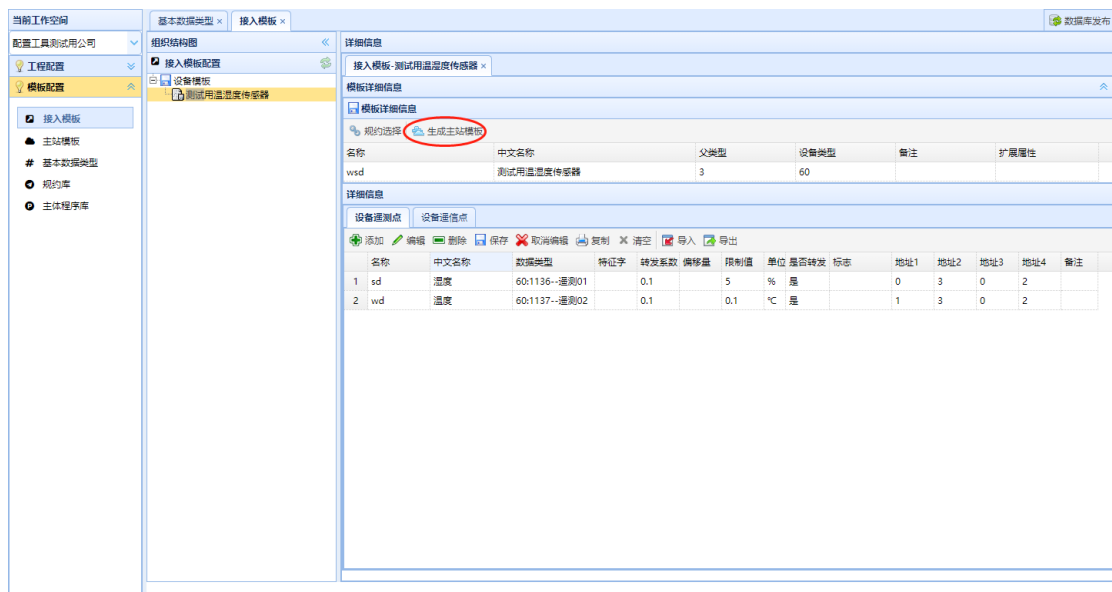 当前工作空间
基本数据类型 ×
接入模板 ×
数据库发布
配置工具测试用公司
组织结构图
详细信息
工程配置
接入模板配置
接入模板-测试用温湿度传感器 ×
模板配置
设备模板
模板详细信息
测试用温湿度传感器
模板详细信息
接入模板
规约选择
生成主站模板
主站模板
名称 中文名称 父类型 设备类型 备注 扩展属性
# 基本数据类型
wsd 测试用温湿度传感器 3 60
规约库
详细信息
主体程序库
设备遥测点 设备遥信点
添加 编辑 删除 保存 取消编辑 复制 清空 导入 导出
名称 中文名称 数据类型 特征字 转发系数 偏移量 限制值 单位 是否转发 标志 地址1 地址2 地址3 地址4 备注
1 sd 湿度 60:1136--遥测01 0.1 5 % 是 0 3 0 2
2 wd 温度 60:1137--遥测02 0.1 0.1 ℃ 是 1 3 0 2